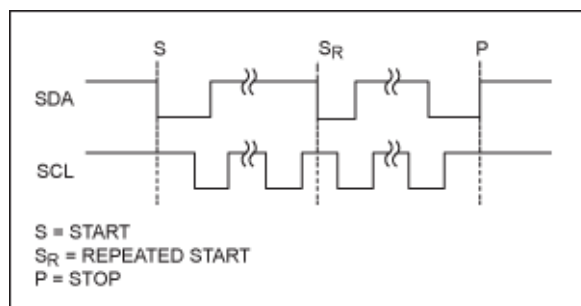 S SR P
SDA
SCL
S = START
SR = REPEATED START
P = STOP